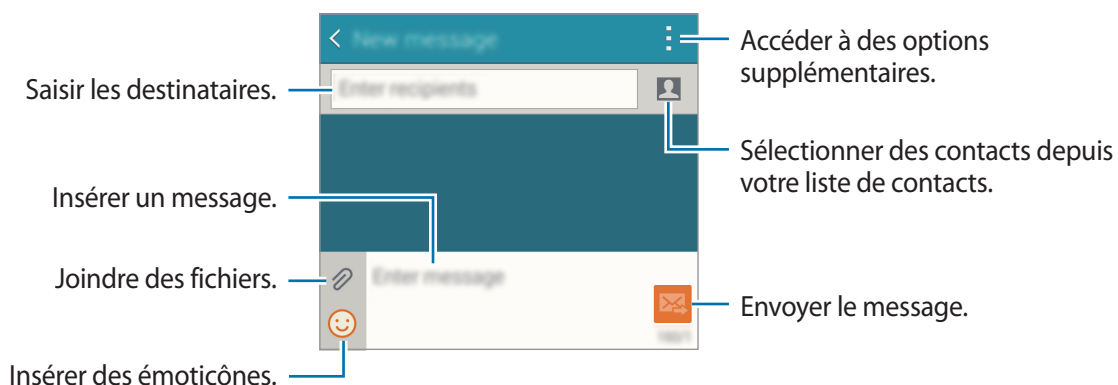 New message
Accéder à des options
supplémentaires.
Saisir les destinataires.
Enter recipients
Sélectionner des contacts depuis
votre liste de contacts.
Insérer un message.
Joindre des fichiers.
Enter message
Envoyer le message.
Insérer des émoticônes.